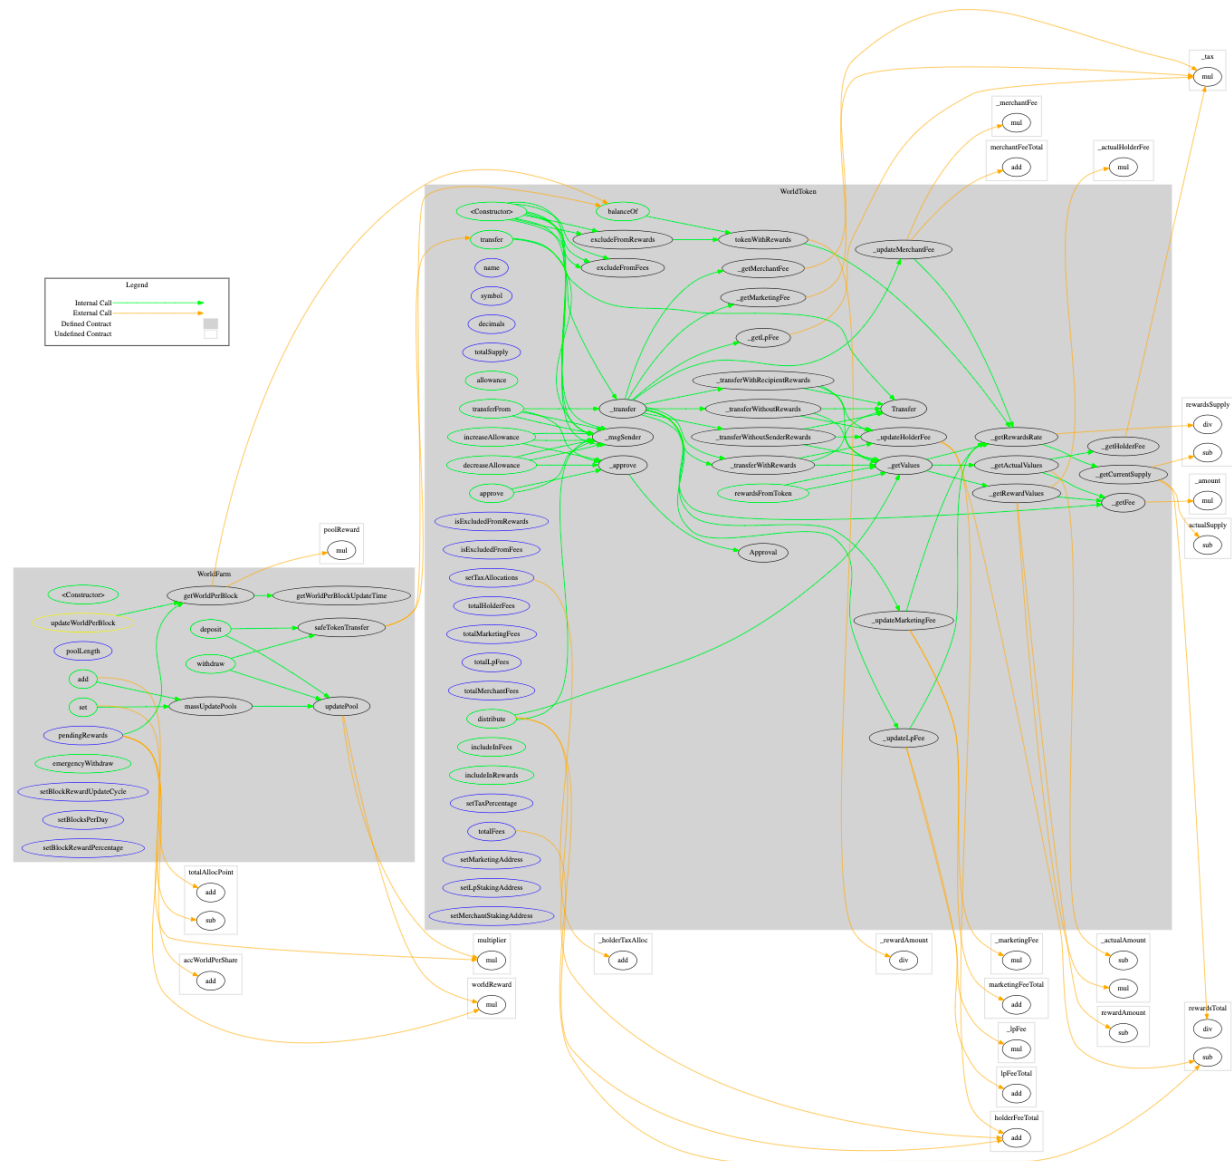 _tax
mul
_merchantFee
mul
merchantFeeTotal
add
_actualHolderFee
mul
WorldToken
<Constructor>
balanceOf
transfer
excludeFromRewards
tokenWithRewards
_updateMerchantFee
name
excludeFromFees
_getMerchantFee
symbol
_getMarketingFee
decimals
_getLpFee
totalSupply
allowance
_transferWithRecipientRewards
transferFrom
_transfer
_transferWithoutRewards
Transfer
increaseAllowance
_msgSender
_transferWithoutSenderRewards
_updateHolderFee
_getRewardsRate
_getHolderFee
decreaseAllowance
_approve
_transferWithRewards
_getValues
_getActualValues
_getCurrentSupply
approve
rewardsFromToken
_getRewardValues
_getFee
isExcludedFromRewards
isExcludedFromFees
Approval
setTaxAllocations
totalHolderFees
_updateMarketingFee
totalMarketingFees
totalLpFees
totalMerchantFees
distribute
_updateLpFee
includeInFees
includeInRewards
setTaxPercentage
totalFees
setMarketingAddress
setLpStakingAddress
setMerchantStakingAddress
rewardsSupply
div
sub
_amount
mul
actualSupply
sub
Legend
Internal Call
External Call
Defined Contract
Undefined Contract
poolReward
mul
WorldFarm
<Constructor>
getWorldPerBlock
getWorldPerBlockUpdateTime
updateWorldPerBlock
deposit
safeTokenTransfer
poolLength
withdraw
add
set
massUpdatePools
updatePool
pendingRewards
emergencyWithdraw
setBlockRewardUpdateCycle
setBlocksPerDay
setBlockRewardPercentage
totalAllocPoint
add
sub
accWorldPerShare
add
multiplier
mul
worldReward
mul
_holderTaxAlloc
add
_rewardAmount
div
_marketingFee
mul
marketingFeeTotal
add
_lpFee
mul
lpFeeTotal
add
holderFeeTotal
add
_actualAmount
sub
mul
rewardAmount
sub
rewardsTotal
div
sub